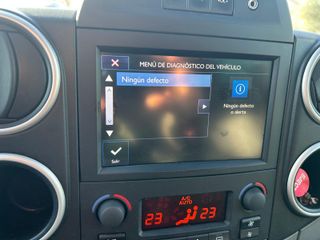 MENÚ DE DIAGNÓSTICO DEL VEHÍCULO
Ningún defecto
Ningún defecto
o alerta
Salir
A/C
AUTO
23
23